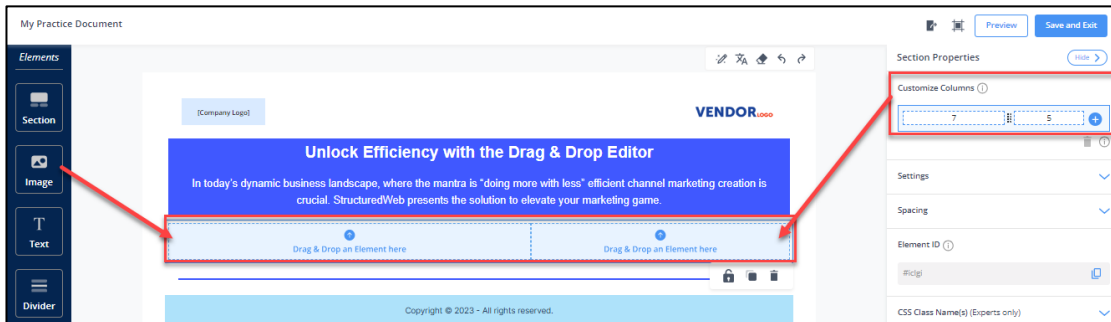 My Practice Document
Preview
Save and Exit
Elements
Section
Image
T
Text
Divider
[Company Logo]
VENDOR LOGO
Unlock Efficiency with the Drag & Drop Editor
In today's dynamic business landscape, where the mantra is "doing more with less" efficient channel marketing creation is
crucial. StructuredWeb presents the solution to elevate your marketing game.
Drag & Drop an Element here
Drag & Drop an Element here
Copyright © 2023 - All rights reserved.
Section Properties
Hide
Customize Columns
7
5
Settings
Spacing
Element ID
#iclgi
CSS Class Name(s) (Experts only)